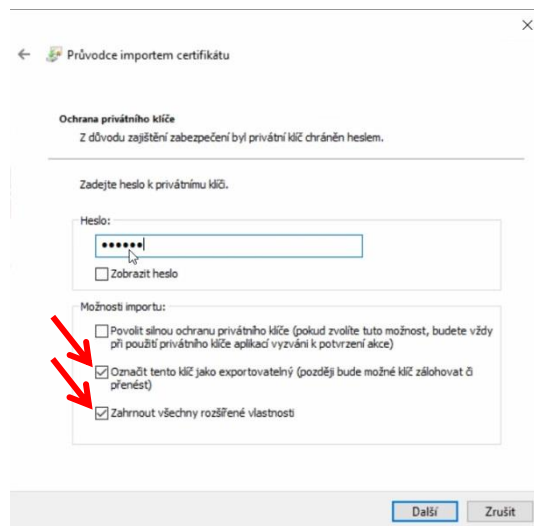 Průvodce importem certifikátu
Ochrana privátního klíče
Z důvodu zajištění zabezpečení byl privátní klíč chráněn heslem.
Zadejte heslo k privátnímu klíči.
Heslo:
••••••
Zobrazit heslo
Možnosti importu:
Povolit silnou ochranu privátního klíče (pokud zvolíte tuto možnost, budete vždy
při použití privátního klíče aplikací vyzváni k potvrzení akce)
Označit tento klíč jako exportovatelný (později bude možné klíč zálohovat či
přenést)
Zahrnout všechny rozšířené vlastnosti
Další
Zrušit